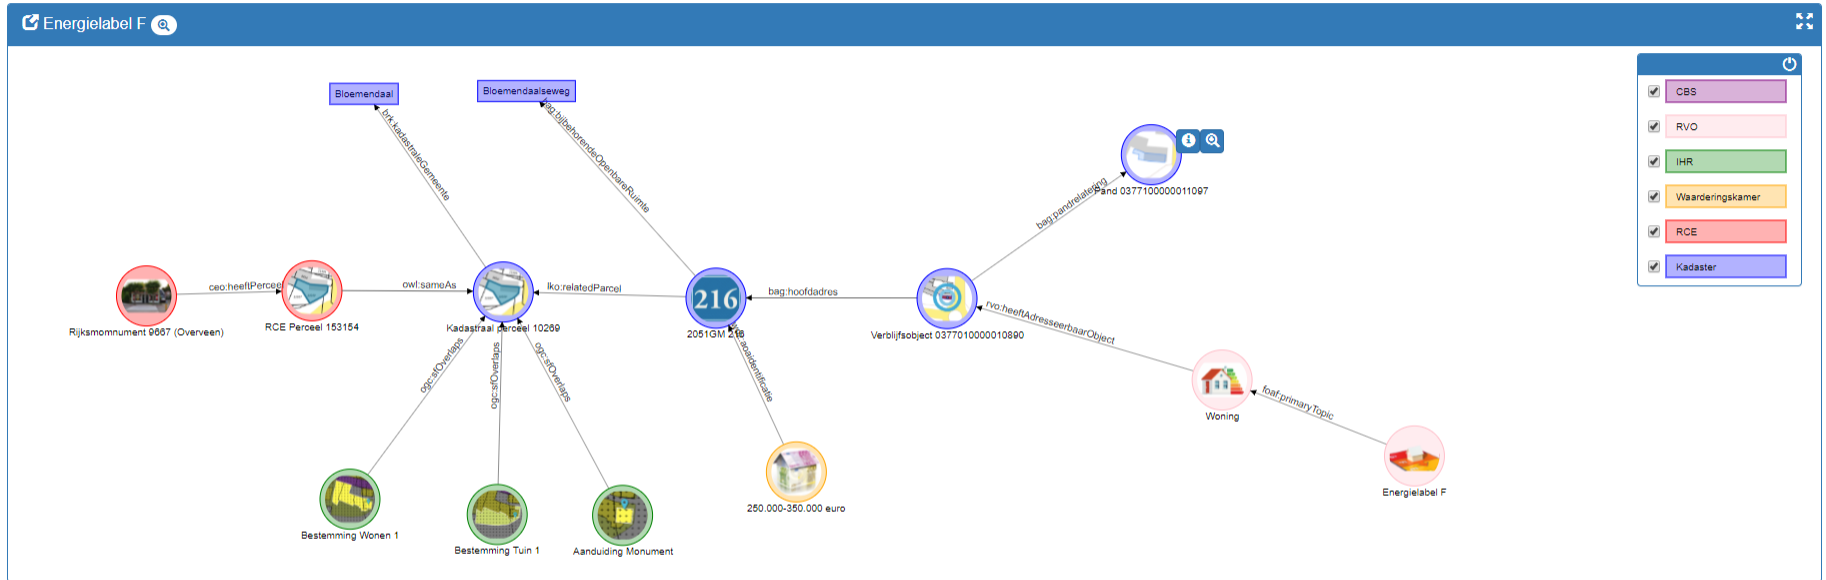 Energielabel F
Bloemendaal
Bloemendaalseweg
CBS
RVO
IHR
Waarderingskamer
RCE
Kadaster
brk:kadastraleGemeente
bag:bijbehorendeOpenbareRuimte
bag:pandrelatering
Pand 0377100000011097
ceo:heeftPercee
owl:sameAs
lko:relatedParcel
216
bag:hoofdadres
rvo:heeftAdresseerbaarObject
Rijksmomnument 9667 (Overveen)
RCE Perceel 153154
Kadastraal perceel 10269
2051GM 216
Verblijfsobject 0377010000010890
ogc:sfOverlaps
ogc:sfOverlaps
ogc:sfOverlaps
aoaidentificatie
foaf:primaryTopic
Woning
Energielabel F
250.000-350.000 euro
Bestemming Wonen 1
Bestemming Tuin 1
Aanduiding Monument